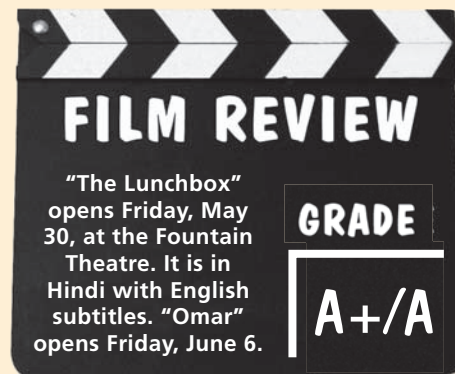 FILM REVIEW
“The Lunchbox”
opens Friday, May
30, at the Fountain
Theatre. It is in
Hindi with English
subtitles. “Omar”
opens Friday, June 6.
GRADE
A+/A